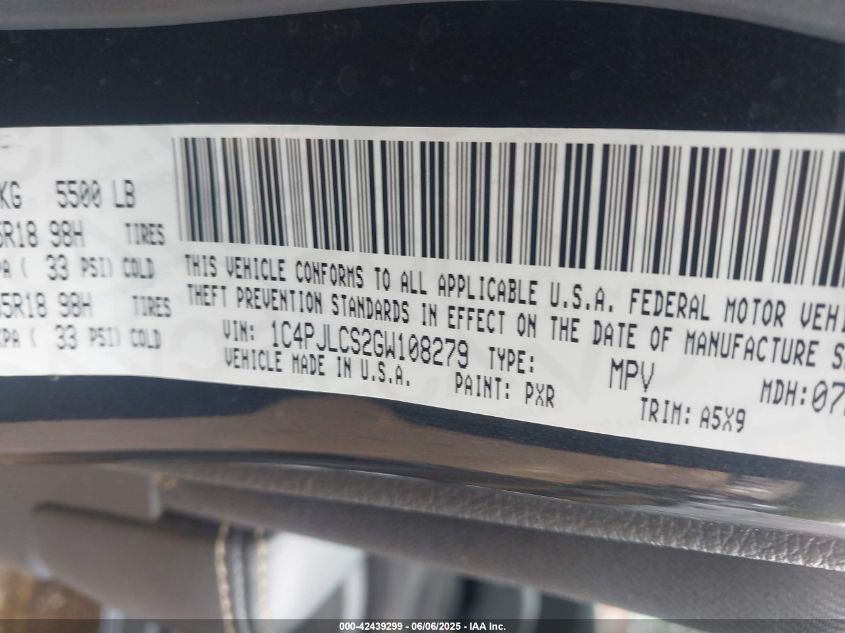 KG 5500 LB
5R18 98H TIRES
PA ( 33 PSI) COLD
5R18 98H TIRES
KPA ( 33 PSI) COLD
THIS VEHICLE CONFORMS TO ALL APPLICABLE U.S.A. FEDERAL MOTOR VEHI
THEFT PREVENTION STANDARDS IN EFFECT ON THE DATE OF MANUFACTURE S
VIN: 1C4PJLCS2GW108279 TYPE: MPV MDH:07
VEHICLE MADE IN U.S.A. PAINT: PXR TRIM: A5X9
000-42439299 - 06/06/2025 - IAA Inc.